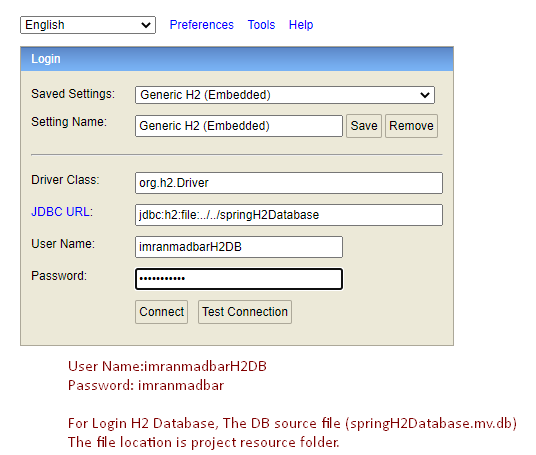 English Preferences Tools Help
Login
Saved Settings: Generic H2 (Embedded)
Setting Name: Generic H2 (Embedded) Save Remove
Driver Class: org.h2.Driver
JDBC URL: jdbc:h2:file:../../springH2Database
User Name: imranmadbarH2DB
Password: •••••••••••
Connect Test Connection
User Name:imranmadbarH2DB
Password: imranmadbar
For Login H2 Database, The DB source file (springH2Database.mv.db)
The file location is project resource folder.